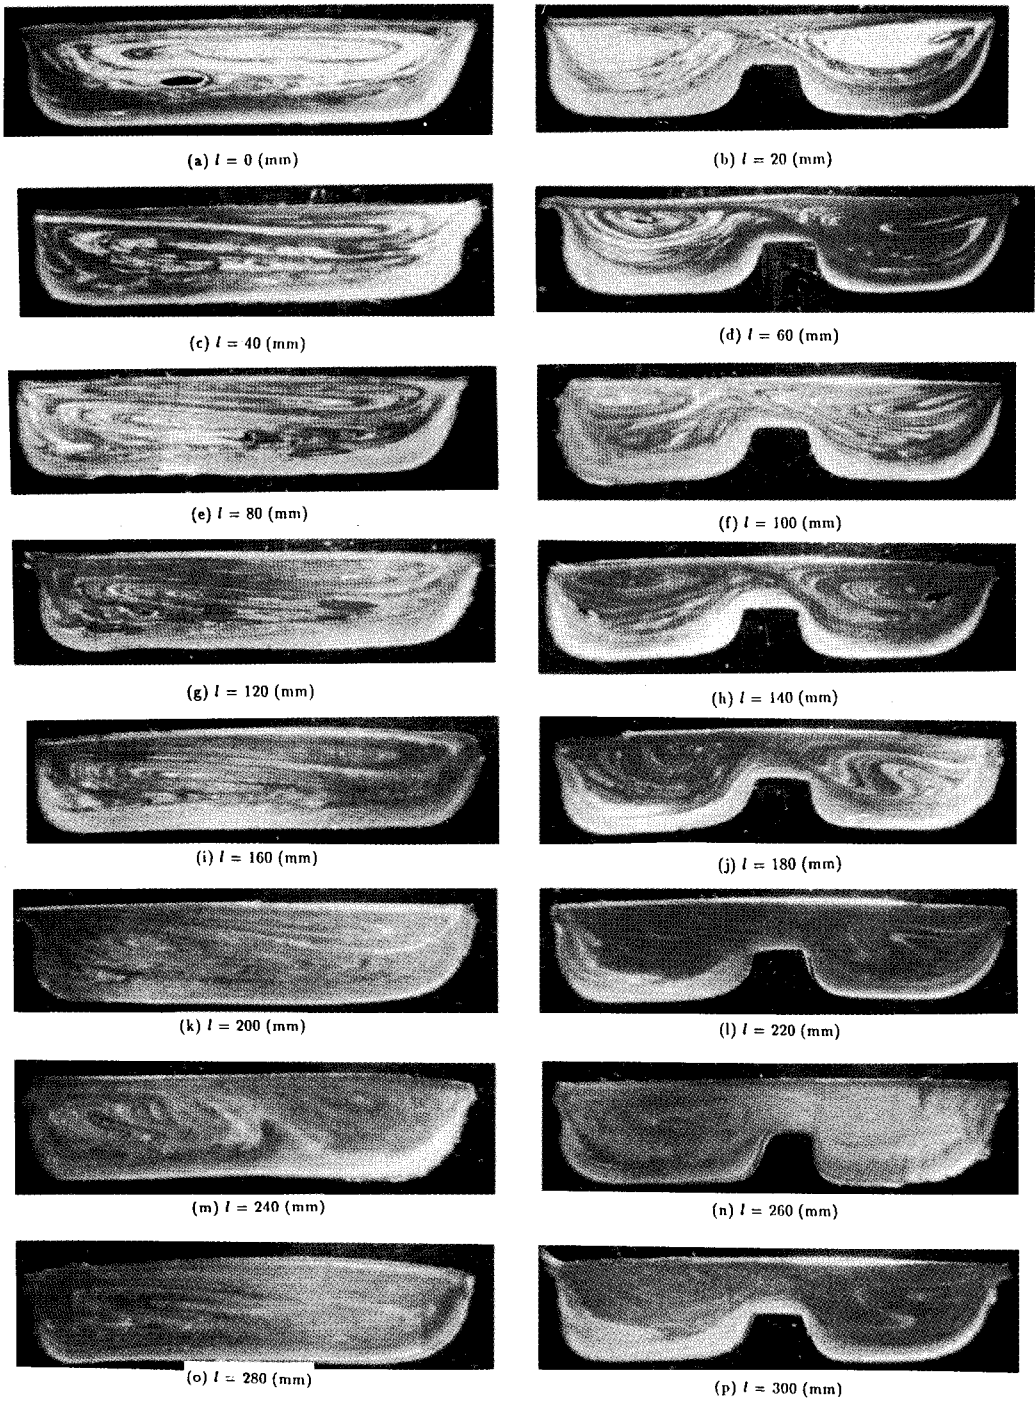 (a) l = 0 (mm)
(b) l = 20 (mm)
(c) l = 40 (mm)
(d) l = 60 (mm)
(e) l = 80 (mm)
(f) l = 100 (mm)
(g) l = 120 (mm)
(h) l = 140 (mm)
(i) l = 160 (mm)
(j) l = 180 (mm)
(k) l = 200 (mm)
(l) l = 220 (mm)
(m) l = 240 (mm)
(n) l = 260 (mm)
(o) l = 280 (mm)
(p) l = 300 (mm)